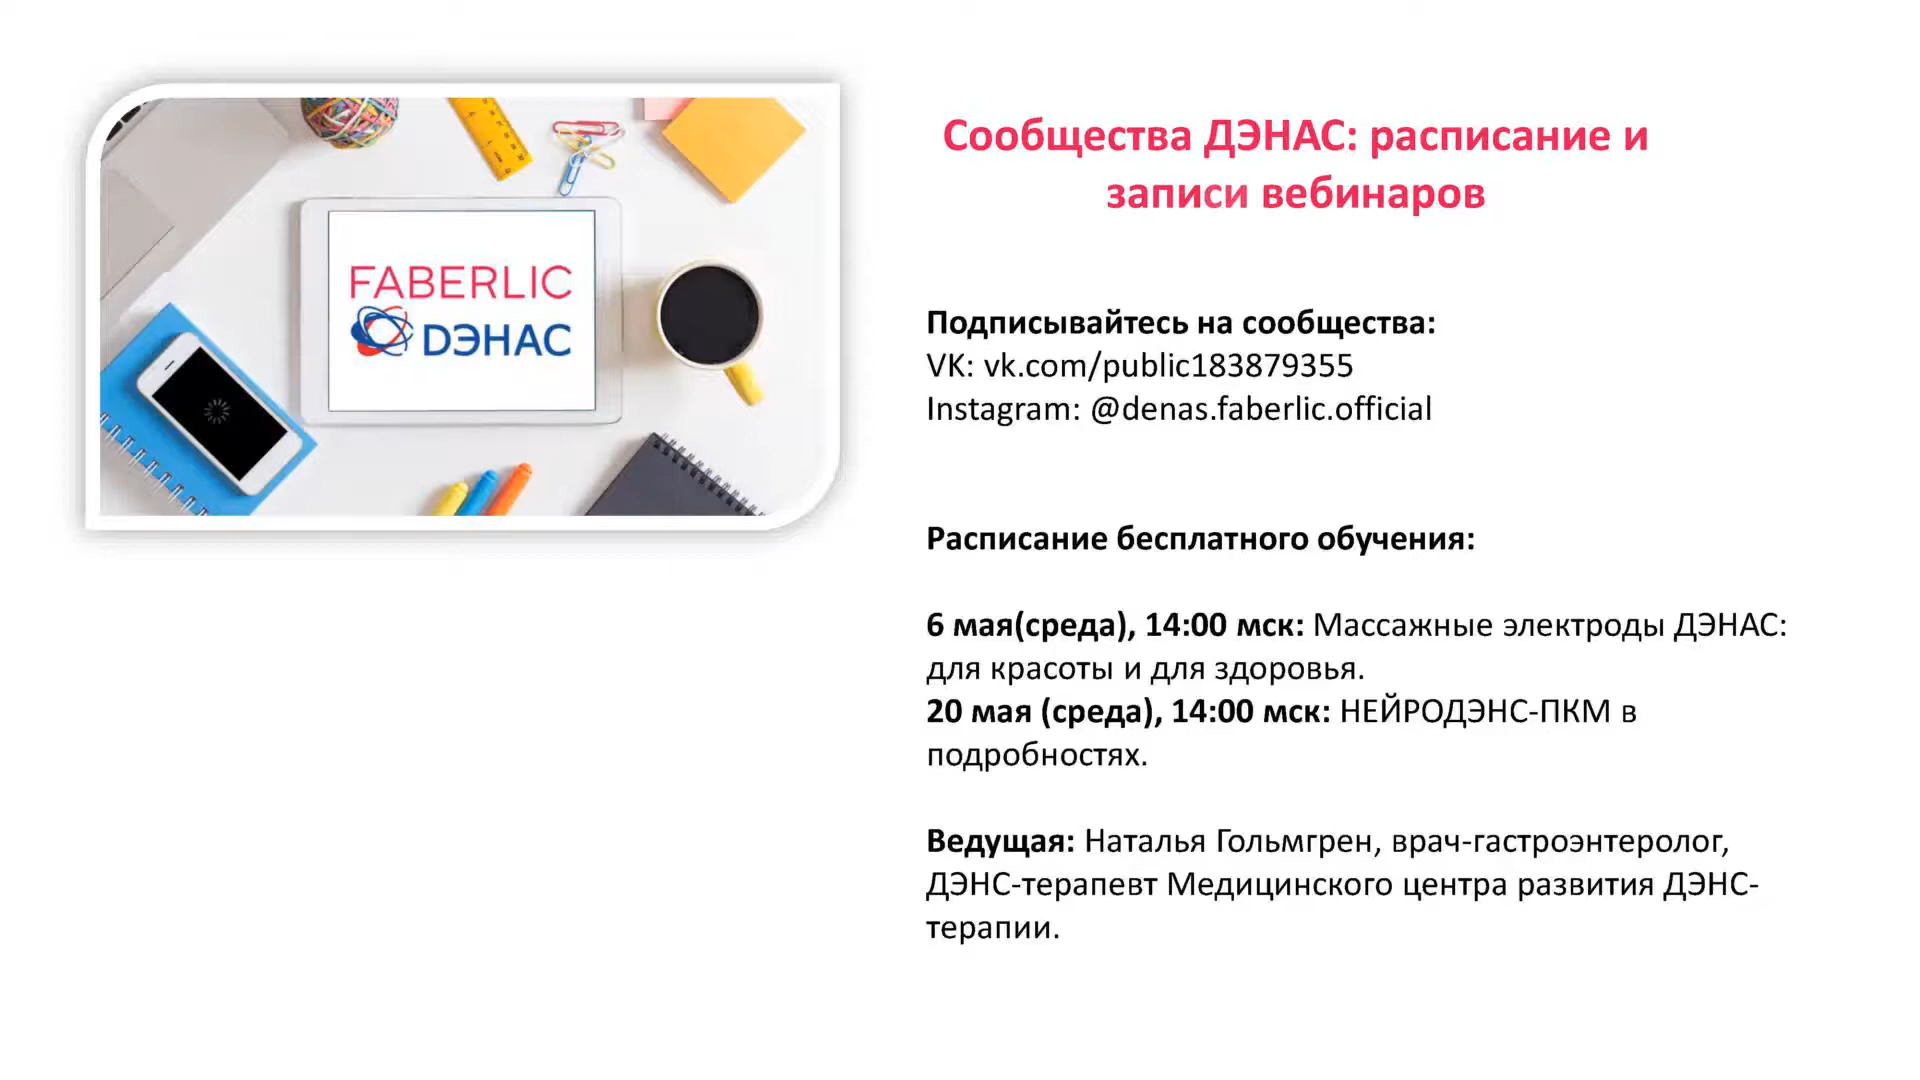 FABERLIC
ДЭНАС
Сообщества ДЭНАС: расписание и
записи вебинаров
Подписывайтесь на сообщества:
VK: vk.com/public183879355
Instagram: @denas.faberlic.official
Расписание бесплатного обучения:
6 мая(среда), 14:00 мск: Массажные электроды ДЭНАС:
для красоты и для здоровья.
20 мая (среда), 14:00 мск: НЕЙРОДЭНС-ПКМ в
подробностях.
Ведущая: Наталья Гольмгрен, врач-гастроэнтеролог,
ДЭНС-терапевт Медицинского центра развития ДЭНС-
терапии.